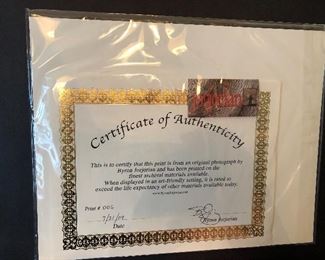 Certificate of Authenticity
This is to certify that this print is from an original photograph by
Byron Jorjorian and has been printed on the
finest archival materials available.
When displayed in an art-friendly setting, it is rated to
exceed the life expectancy of other materials available today.
Print # 005
Date
Byron Jorjorian